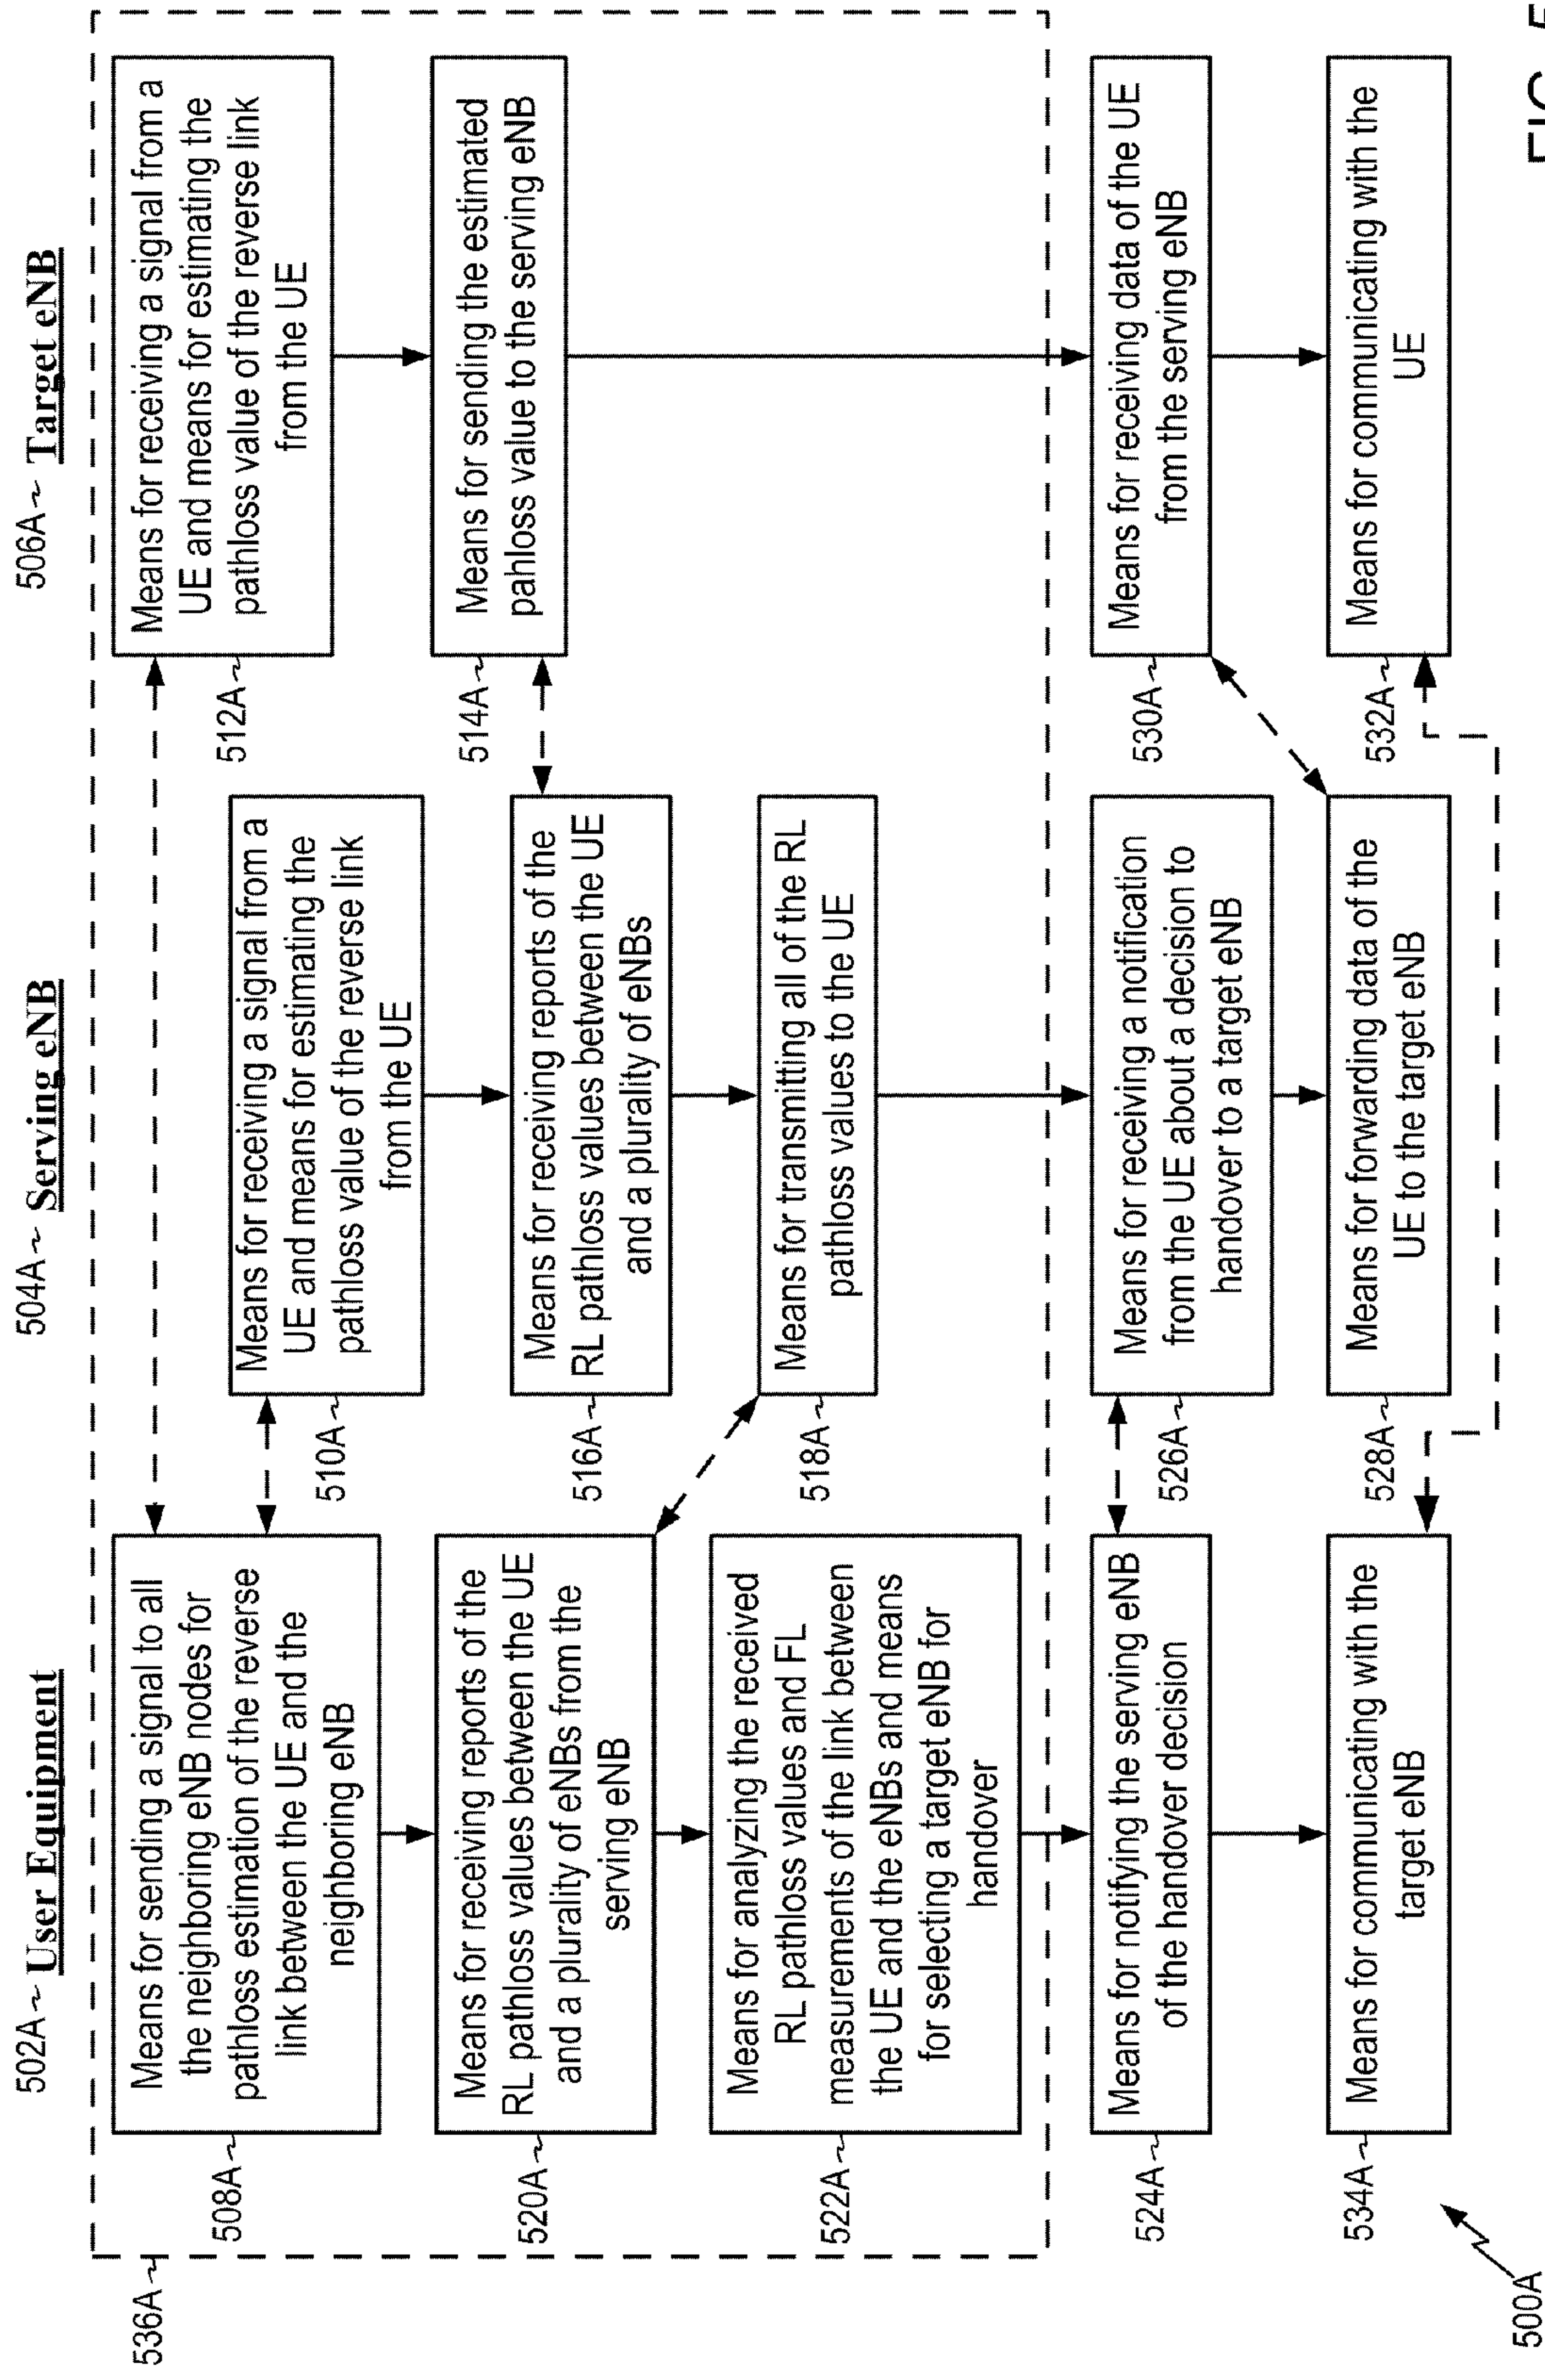 502A
User Equipment
504A
Serving eNB
506A
Target eNB
536A
508A
Means for sending a signal to all
the neighboring eNB nodes for
pathloss estimation of the reverse
link between the UE and the
neighboring eNB
520A
Means for receiving reports of the
RL pathloss values between the UE
and a plurality of eNBs from the
serving eNB
522A
Means for analyzing the received
RL pathloss values and FL
measurements of the link between
the UE and the eNBs and means
for selecting a target eNB for
handover
524A
Means for notifying the serving eNB
of the handover decision
534A
Means for communicating with the
target eNB
510A
Means for receiving a signal from a
UE and means for estimating the
pathloss value of the reverse link
from the UE
516A
Means for receiving reports of the
RL pathloss values between the UE
and a plurality of eNBs
518A
Means for transmitting all of the RL
pathloss values to the UE
526A
Means for receiving a notification
from the UE about a decision to
handover to a target eNB
528A
Means for forwarding data of the
UE to the target eNB
512A
Means for receiving a signal from a
UE and means for estimating the
pathloss value of the reverse link
from the UE
514A
Means for sending the estimated
pahloss value to the serving eNB
530A
Means for receiving data of the UE
from the serving eNB
532A
Means for communicating with the
UE
500A